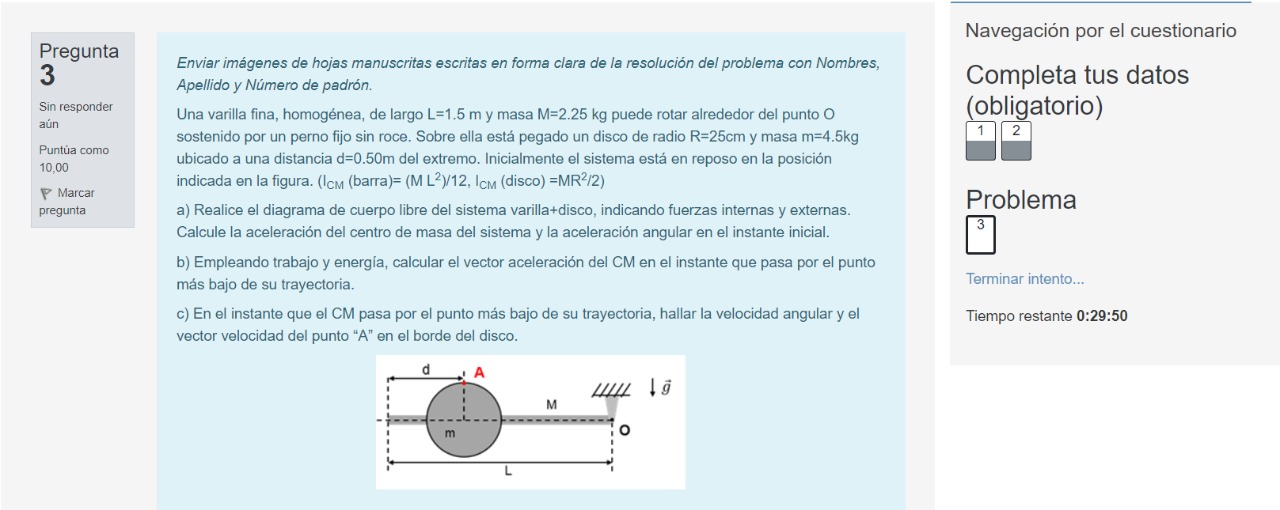 Pregunta
3
Sin responder
aún
Puntúa como
10,00
Marcar
pregunta
Enviar imágenes de hojas manuscritas escritas en forma clara de la resolución del problema con Nombres,
Apellido y Número de padrón.
Una varilla fina, homogénea, de largo L=1.5 m y masa M=2.25 kg puede rotar alrededor del punto O
sostenido por un perno fijo sin roce. Sobre ella está pegado un disco de radio R=25cm y masa m=4.5kg
ubicado a una distancia d=0.50m del extremo. Inicialmente el sistema está en reposo en la posición
indicada en la figura. (I_CM (barra)= (M L²)/12, I_CM (disco) =MR²/2)
a) Realice el diagrama de cuerpo libre del sistema varilla+disco, indicando fuerzas internas y externas.
Calcule la aceleración del centro de masa del sistema y la aceleración angular en el instante inicial.
b) Empleando trabajo y energía, calcular el vector aceleración del CM en el instante que pasa por el punto
más bajo de su trayectoria.
c) En el instante que el CM pasa por el punto más bajo de su trayectoria, hallar la velocidad angular y el
vector velocidad del punto “A” en el borde del disco.
d
A
M
g⃗
m
O
L
Navegación por el cuestionario
Completa tus datos
(obligatorio)
1 2
Problema
3
Terminar intento...
Tiempo restante 0:29:50